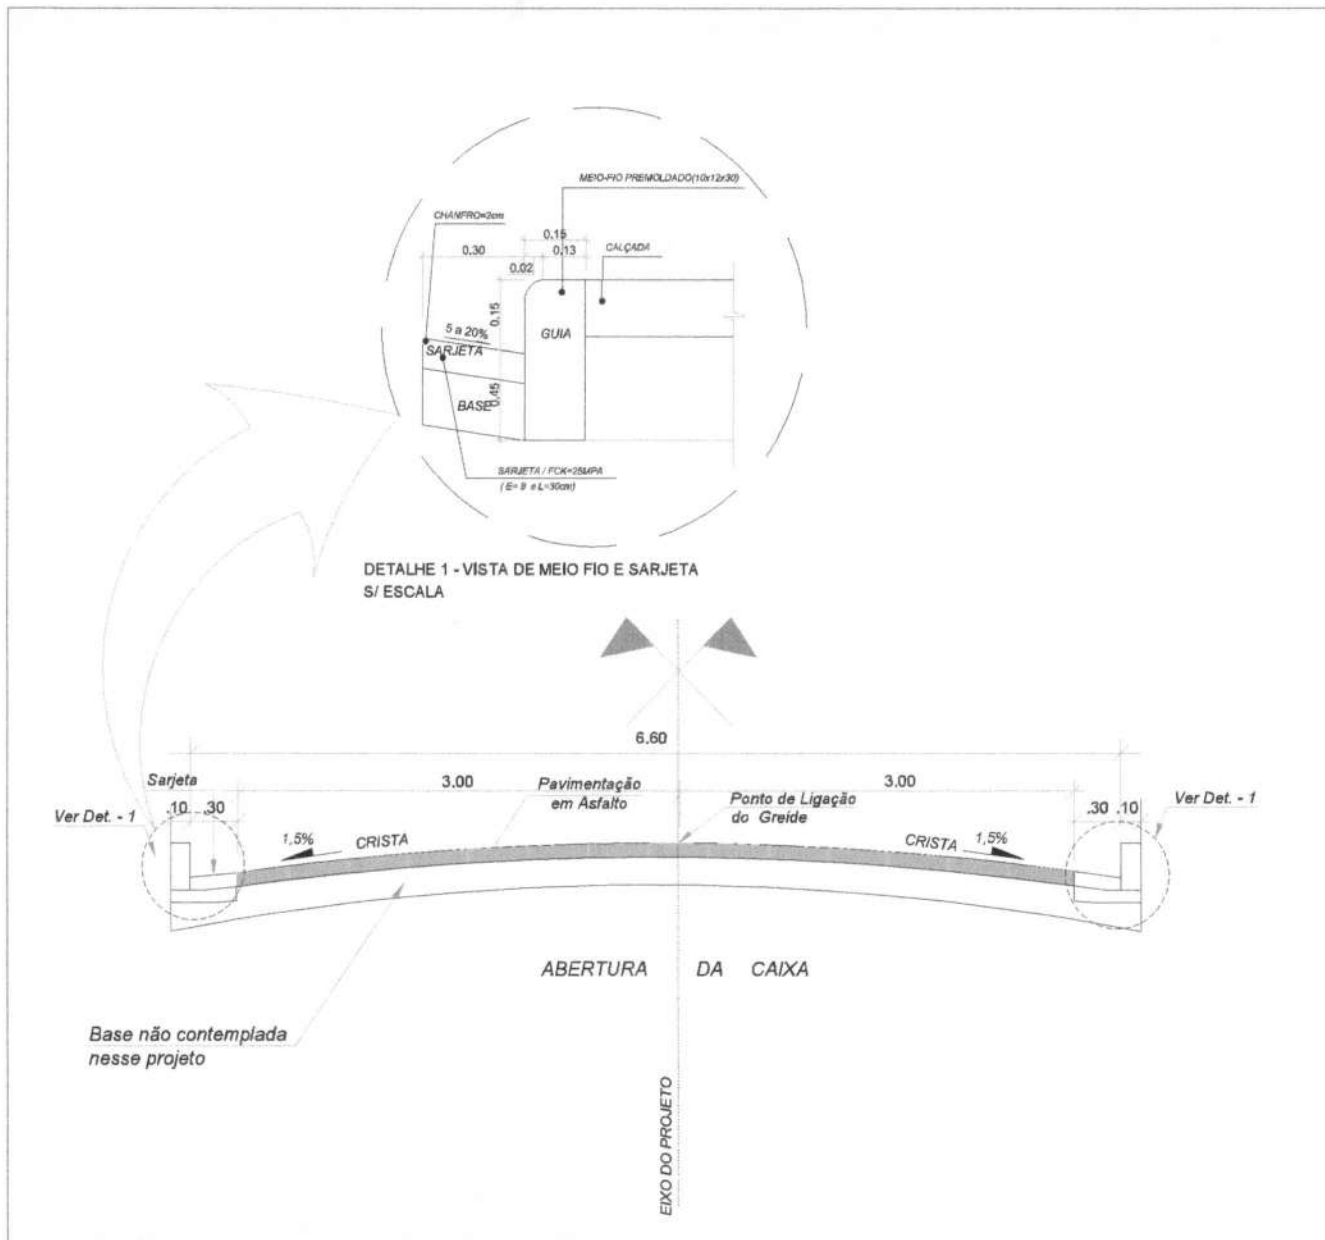 MEIO-FIO PREMOLDADO(10x12x30)
CHANFRO=2cm
0.15
0.30
0.13
CALÇADA
0.02
0.15
5 a 20%
GUIA
SARJETA
0.45
BASE
SARJETA / FCK=25MPA
( E= 9 e L=30cm)
DETALHE 1 - VISTA DE MEIO FIO E SARJETA
S/ ESCALA
6.60
Sarjeta
3.00
Pavimentação
em Asfalto
3.00
Ver Det. - 1
.10
.30
Ponto de Ligação
do Greide
.30
.10
Ver Det. - 1
1,5%
CRISTA
CRISTA
1,5%
ABERTURA DA CAIXA
Base não contemplada
nesse projeto
EIXO DO PROJETO